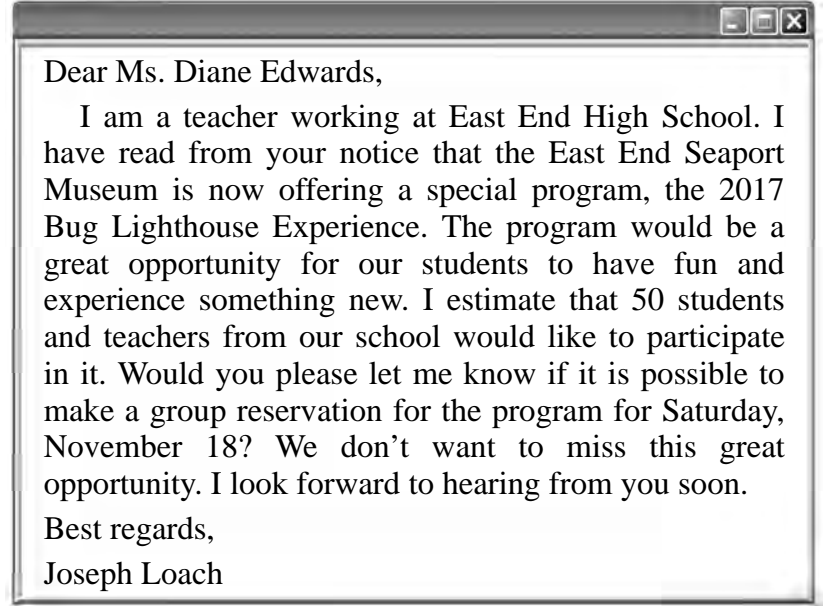 Dear Ms. Diane Edwards,
I am a teacher working at East End High School. I
have read from your notice that the East End Seaport
Museum is now offering a special program, the 2017
Bug Lighthouse Experience. The program would be a
great opportunity for our students to have fun and
experience something new. I estimate that 50 students
and teachers from our school would like to participate
in it. Would you please let me know if it is possible to
make a group reservation for the program for Saturday,
November 18? We don't want to miss this great
opportunity. I look forward to hearing from you soon.
Best regards,
Joseph Loach